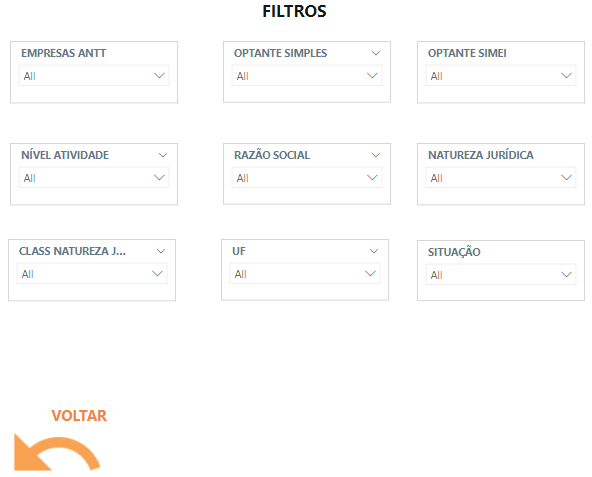 FILTROS
EMPRESAS ANTT
All
OPTANTE SIMPLES
All
OPTANTE SIMEI
All
NÍVEL ATIVIDADE
All
RAZÃO SOCIAL
All
NATUREZA JURÍDICA
All
CLASS NATUREZA J...
All
UF
All
SITUAÇÃO
All
VOLTAR